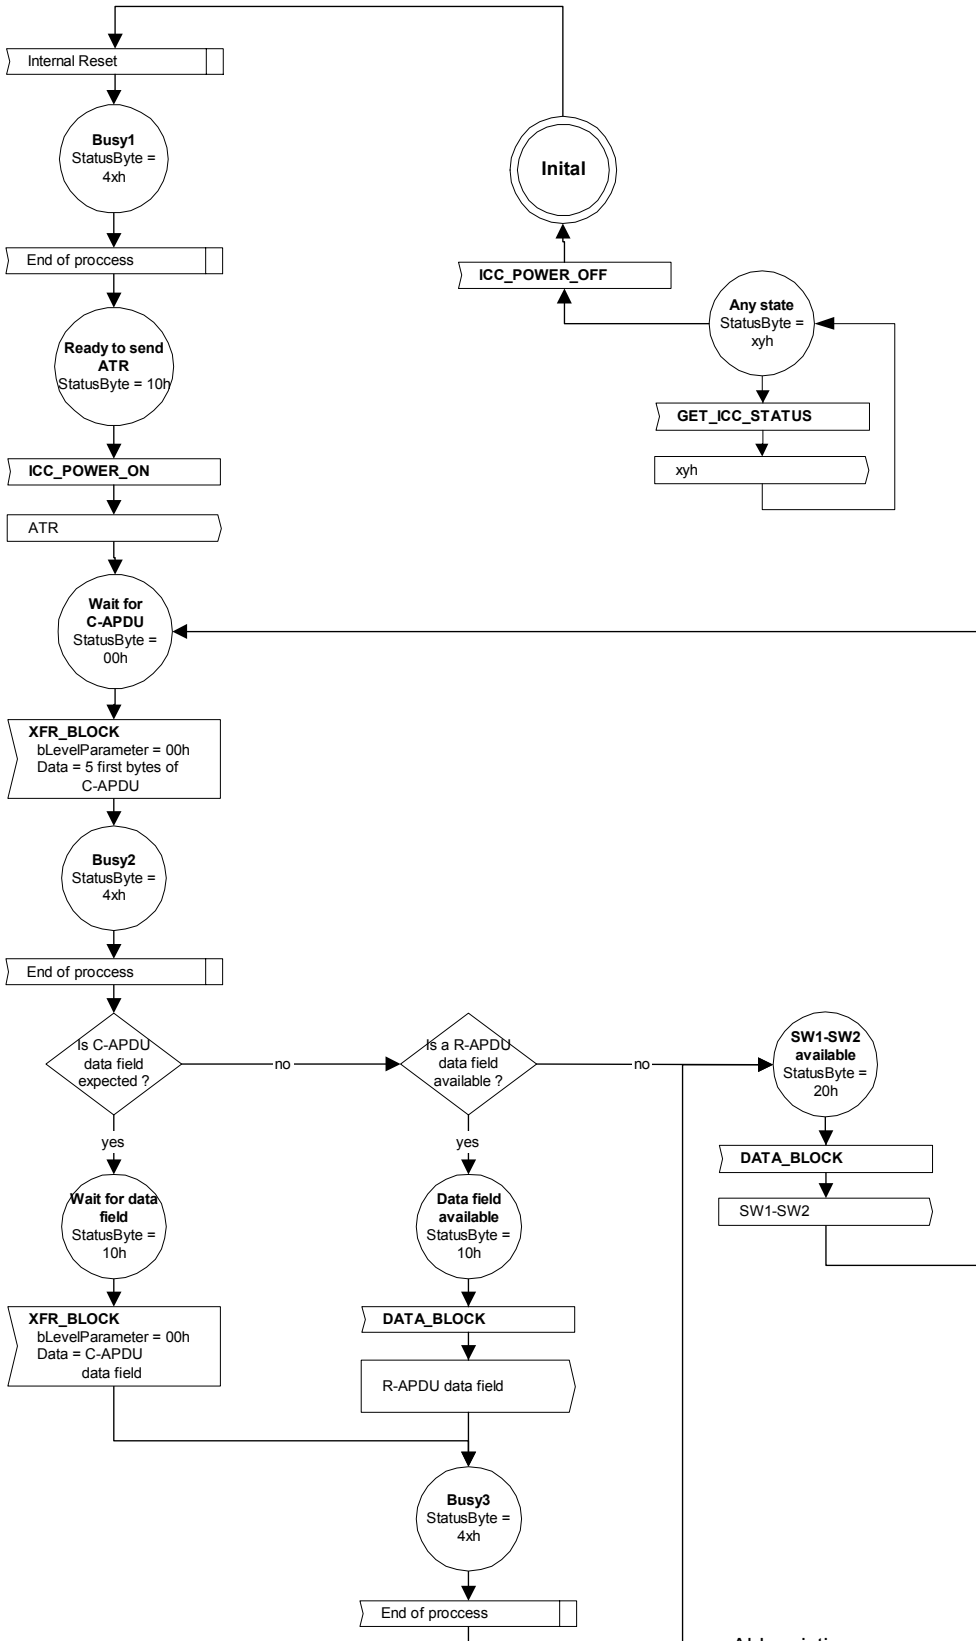 Internal Reset
Busy1
StatusByte =
4xh
End of proccess
Ready to send
ATR
StatusByte = 10h
ICC_POWER_ON
ATR
Wait for
C-APDU
StatusByte =
00h
XFR_BLOCK
bLevelParameter = 00h
Data = 5 first bytes of
C-APDU
Busy2
StatusByte =
4xh
End of proccess
Is C-APDU
data field
expected ?
no
yes
Wait for data
field
StatusByte =
10h
XFR_BLOCK
bLevelParameter = 00h
Data = C-APDU
data field
Inital
ICC_POWER_OFF
Any state
StatusByte =
xyh
GET_ICC_STATUS
xyh
Is a R-APDU
data field
available ?
no
yes
Data field
available
StatusByte =
10h
DATA_BLOCK
R-APDU data field
Busy3
StatusByte =
4xh
End of proccess
SW1-SW2
available
StatusByte =
20h
DATA_BLOCK
SW1-SW2